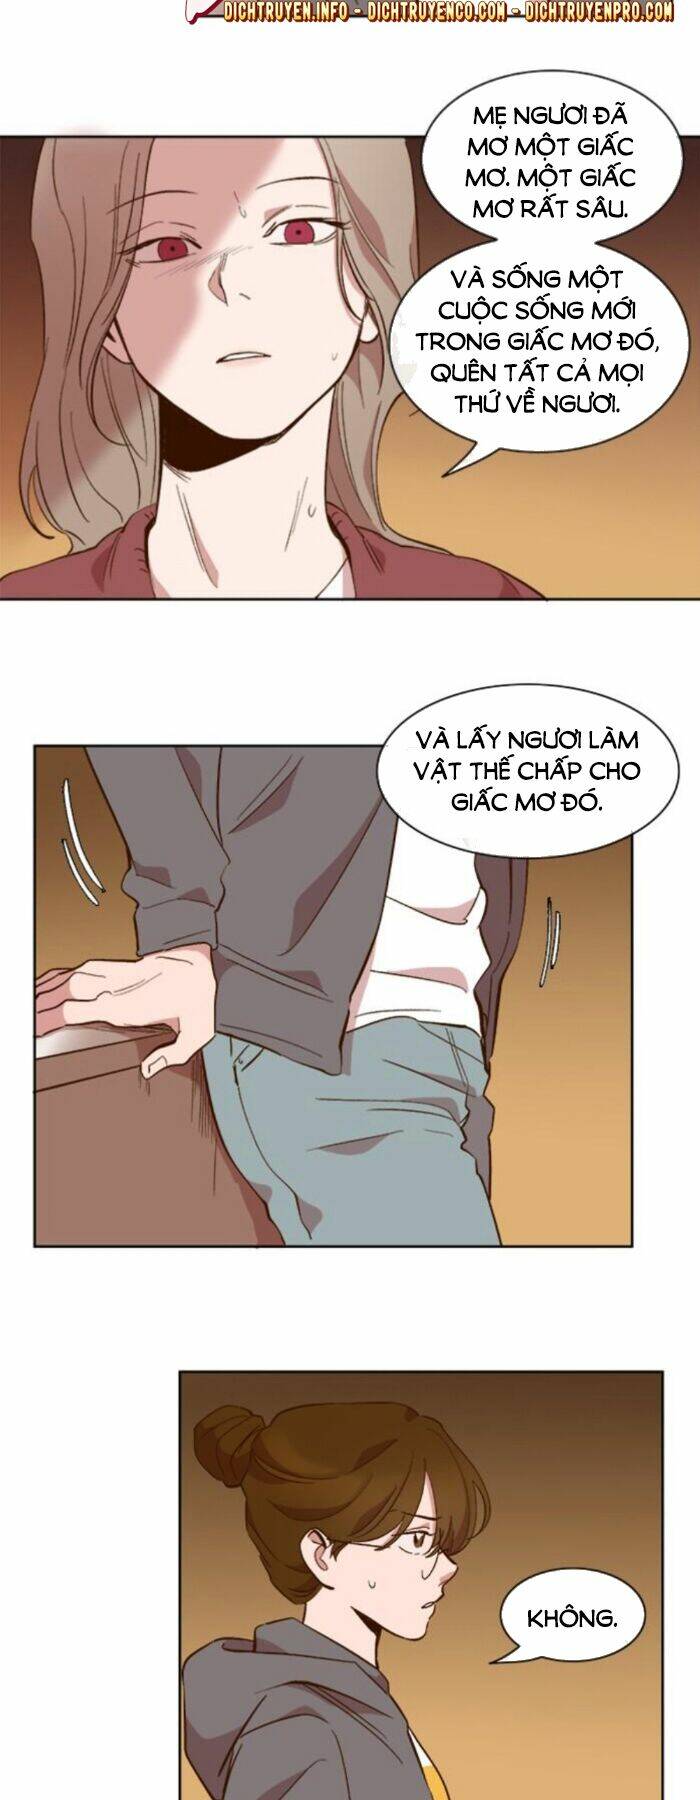 DICHTRUYEN.INFO - DICHTRUYENGO.COM - DICHTRUYENPRO.COM
MẸ NGƯƠI ĐÃ
MƠ MỘT GIẤC
MƠ. MỘT GIẤC
MƠ RẤT SÂU.
VÀ SỐNG MỘT
CUỘC SỐNG MỚI
TRONG GIẤC MƠ ĐÓ,
QUÊN TẤT CẢ MỌI
THỨ VỀ NGƯƠI.
VÀ LẤY NGƯƠI LÀM
VẬT THẾ CHẤP CHO
GIẤC MƠ ĐÓ.
KHÔNG.